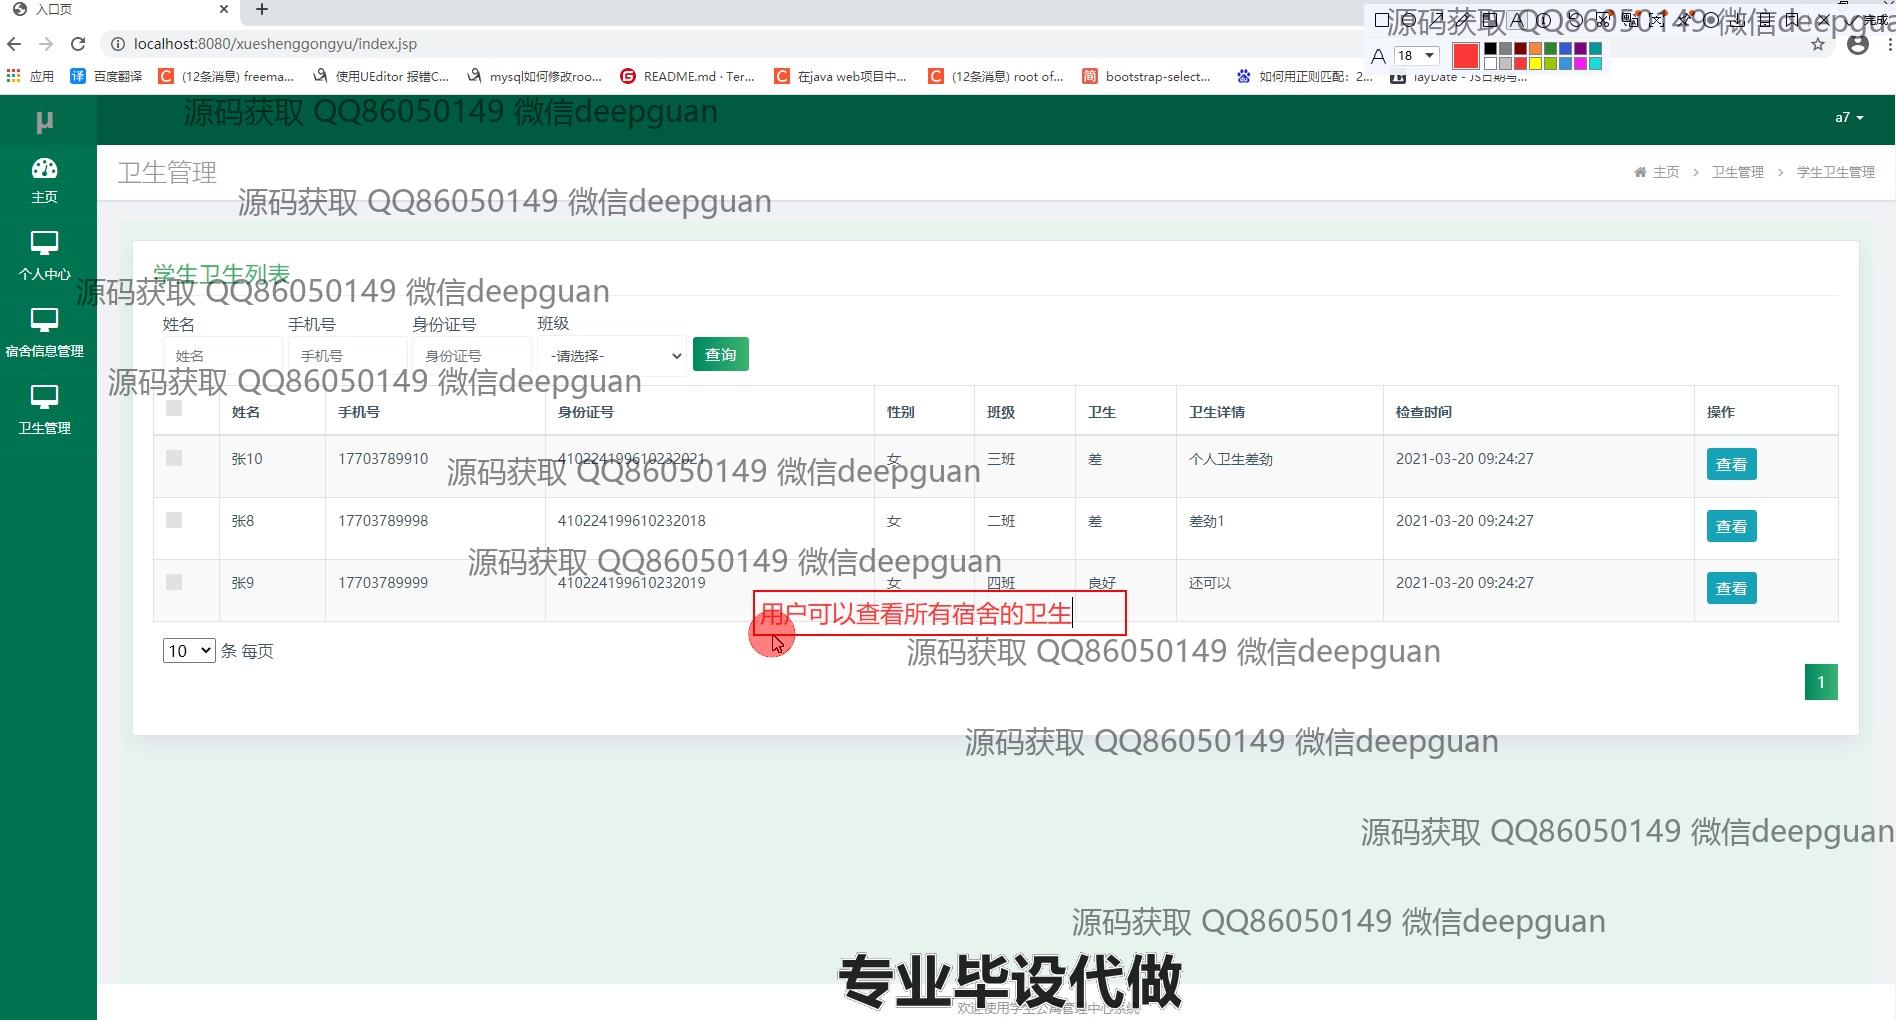 入口页
localhost:8080/xueshenggongyu/index.jsp
完成
A 18
应用 百度翻译 (12条消息) freema... 使用UEditor 报错C... mysql如何修改roo... README.md · Ter... 在java web项目中... (12条消息) root of... bootstrap-select... 如何用正则匹配：2... layDate - JS日期与...
源码获取 QQ86050149 微信deepgua
源码获取 QQ86050149 微信deepguan
µ
a7
主页
个人中心
宿舍信息管理
卫生管理
卫生管理
主页 > 卫生管理 > 学生卫生管理
源码获取 QQ86050149 微信deepguan
学生卫生列表
源码获取 QQ86050149 微信deepguan
姓名 手机号 身份证号 班级
姓名 手机号 身份证号 -请选择- 查询
源码获取 QQ86050149 微信deepguan
姓名 手机号 身份证号 性别 班级 卫生 卫生详情 检查时间 操作
张10 17703789910 410224199610232021 女 三班 差 个人卫生差劲 2021-03-20 09:24:27 查看
源码获取 QQ86050149 微信deepguan
张8 17703789998 410224199610232018 女 二班 差 差劲1 2021-03-20 09:24:27 查看
源码获取 QQ86050149 微信deepguan
张9 17703789999 410224199610232019 女 四班 良好 还可以 2021-03-20 09:24:27 查看
用户可以查看所有宿舍的卫生
10 条 每页
源码获取 QQ86050149 微信deepguan
1
源码获取 QQ86050149 微信deepguan
源码获取 QQ86050149 微信deepguan
源码获取 QQ86050149 微信deepguan
专业毕设代做
欢迎使用学生公寓管理中心系统